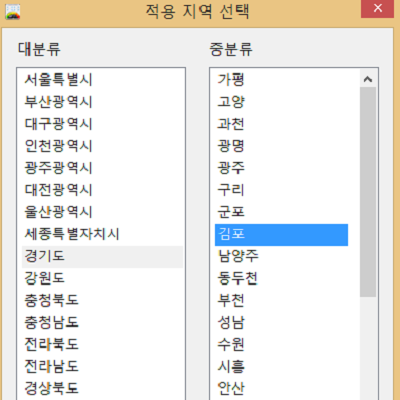 적용 지역 선택
대분류
서울특별시
부산광역시
대구광역시
인천광역시
광주광역시
대전광역시
울산광역시
세종특별자치시
경기도
강원도
충청북도
충청남도
전라북도
전라남도
경상북도
중분류
가평
고양
과천
광명
광주
구리
군포
김포
남양주
동두천
부천
성남
수원
시흥
안산